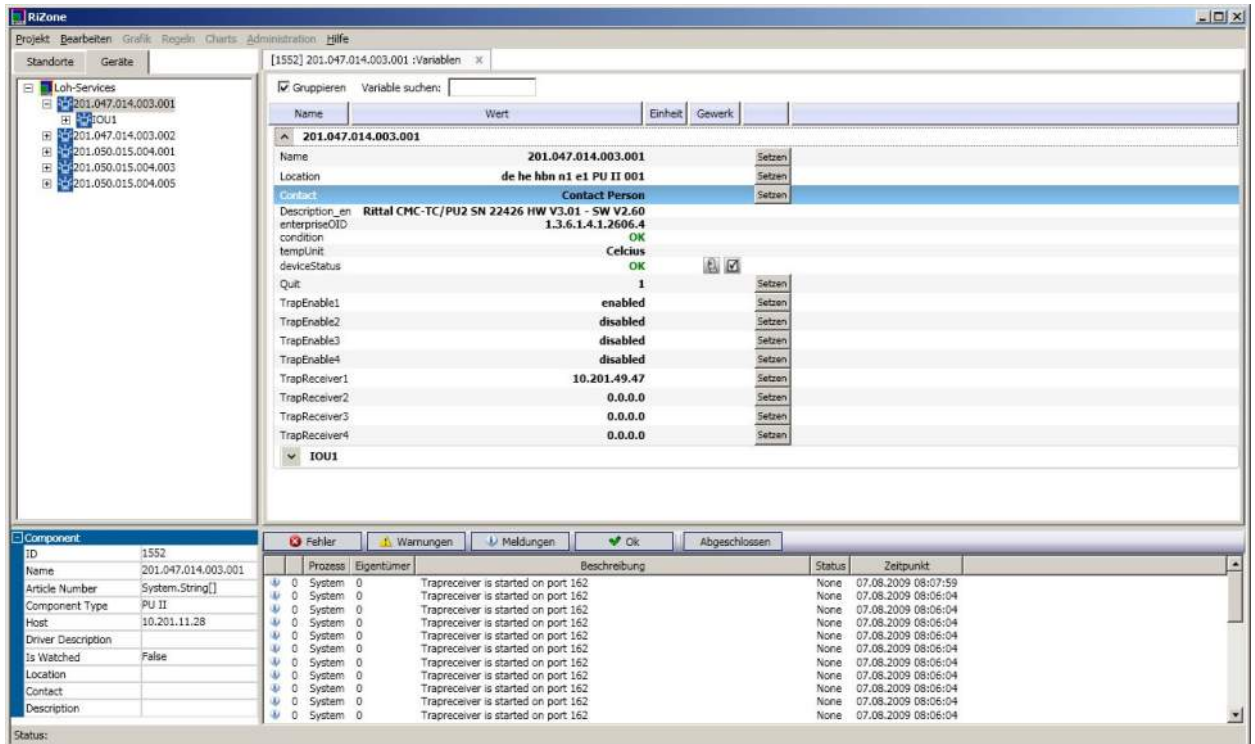 RiZone
Projekt Bearbeiten Grafik Regeln Charts Administration Hilfe
Standorte Geräte
[1552] 201.047.014.003.001 :Variablen
Loh-Services
201.047.014.003.001
IOU1
201.047.014.003.002
201.050.015.004.001
201.050.015.004.003
201.050.015.004.005
Gruppieren Variable suchen:
Name Wert Einheit Gewerk
201.047.014.003.001
Name 201.047.014.003.001 Setzen
Location de he hbn n1 e1 PU II 001 Setzen
Contact Contact Person Setzen
Description_en Rittal CMC-TC/PU2 SN 22426 HW V3.01 - SW V2.60
enterpriseOID 1.3.6.1.4.1.2606.4
condition OK
tempUnit Celcius
deviceStatus OK
Quit 1 Setzen
TrapEnable1 enabled Setzen
TrapEnable2 disabled Setzen
TrapEnable3 disabled Setzen
TrapEnable4 disabled Setzen
TrapReceiver1 10.201.49.47 Setzen
TrapReceiver2 0.0.0.0 Setzen
TrapReceiver3 0.0.0.0 Setzen
TrapReceiver4 0.0.0.0 Setzen
IOU1
Component
ID 1552
Name 201.047.014.003.001
Article Number System.String[]
Component Type PU II
Host 10.201.11.28
Driver Description
Is Watched False
Location
Contact
Description
Fehler Warnungen Meldungen Ok Abgeschlossen
Prozess Eigentümer Beschreibung Status Zeitpunkt
0 System 0 Trapreceiver is started on port 162 None 07.08.2009 08:07:59
0 System 0 Trapreceiver is started on port 162 None 07.08.2009 08:06:04
0 System 0 Trapreceiver is started on port 162 None 07.08.2009 08:06:04
0 System 0 Trapreceiver is started on port 162 None 07.08.2009 08:06:04
0 System 0 Trapreceiver is started on port 162 None 07.08.2009 08:06:04
0 System 0 Trapreceiver is started on port 162 None 07.08.2009 08:06:04
0 System 0 Trapreceiver is started on port 162 None 07.08.2009 08:06:04
0 System 0 Trapreceiver is started on port 162 None 07.08.2009 08:06:04
0 System 0 Trapreceiver is started on port 162 None 07.08.2009 08:06:04
0 System 0 Trapreceiver is started on port 162 None 07.08.2009 08:06:04
0 System 0 Trapreceiver is started on port 162 None 07.08.2009 08:06:04
Status: